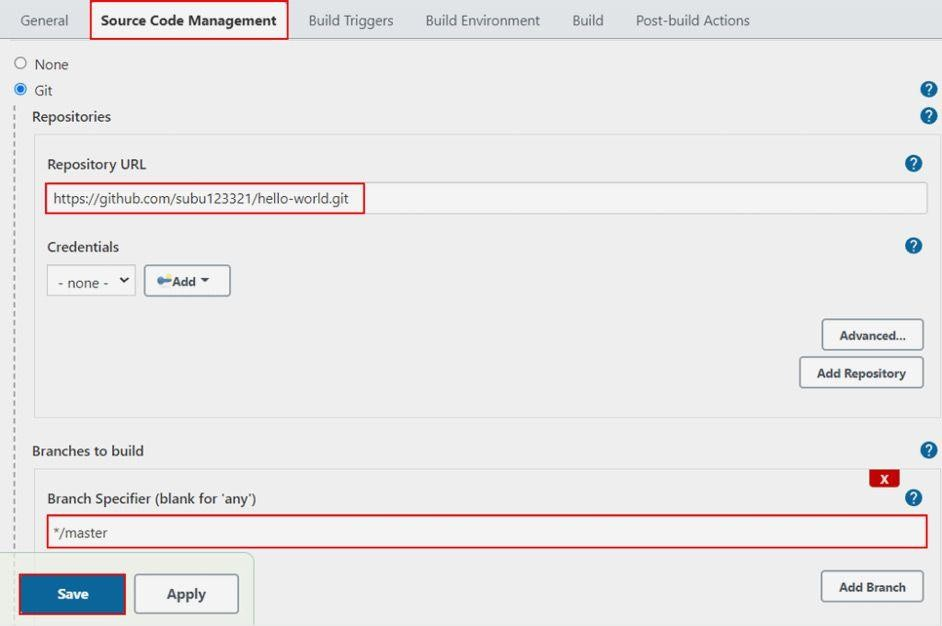 General Source Code Management Build Triggers Build Environment Build Post-build Actions
None
Git
?
Repositories
?
Repository URL
?
https://github.com/subu123321/hello-world.git
Credentials
?
- none -
Add
Advanced...
Add Repository
Branches to build
?
X
Branch Specifier (blank for 'any')
?
*/master
Save
Apply
Add Branch